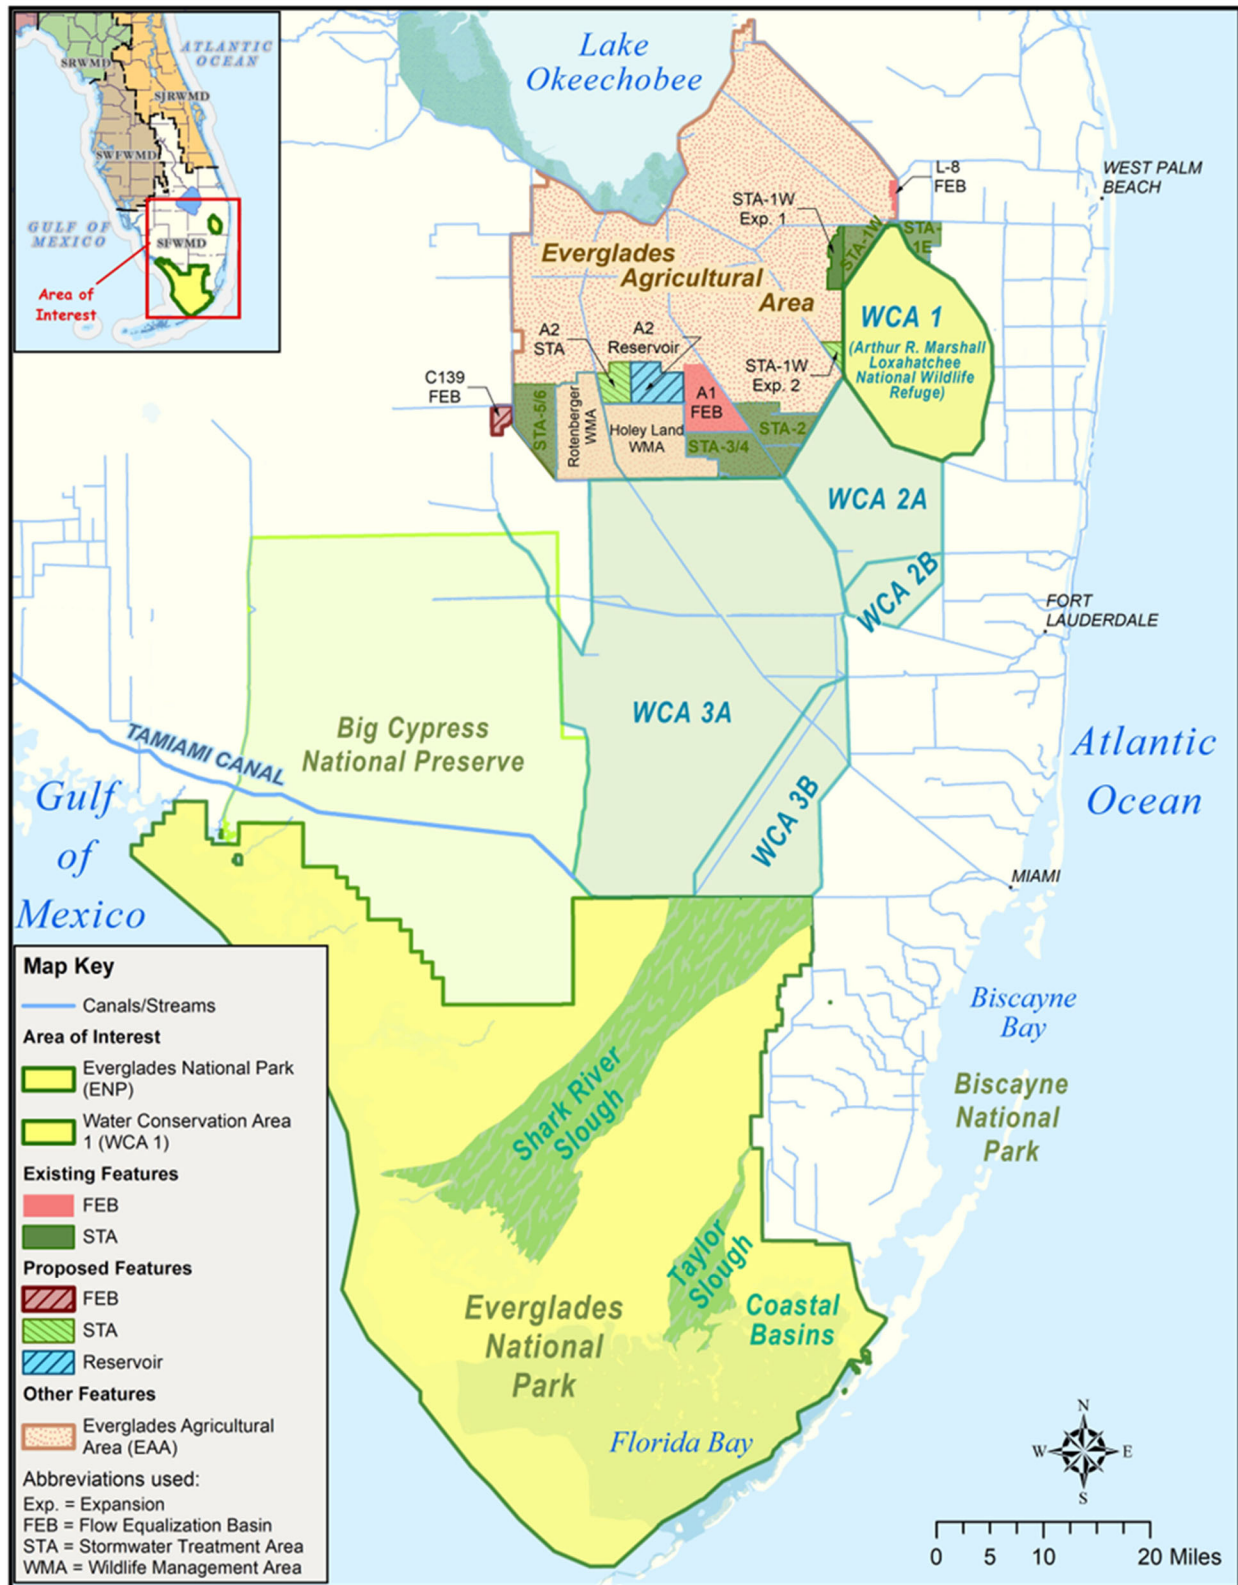 ATLANTIC
OCEAN
SRWMD
SJRWMD
SWFWMD
GULF OF
MEXICO
SFWMD
Area of
Interest
Lake
Okeechobee
L-8
FEB
WEST PALM
BEACH
STA-1W
Exp. 1
STA-1W
STA-
1E
Everglades
Agricultural
Area
WCA 1
(Arthur R. Marshall
Loxahatchee
National Wildlife
Refuge)
A2
STA
A2
Reservoir
STA-1W
Exp. 2
C139
FEB
A1
FEB
STA-5/6
Rotenberger
WMA
Holey Land
WMA
STA-2
STA-3/4
WCA 2A
WCA 2B
FORT
LAUDERDALE
WCA 3A
Big Cypress
National Preserve
TAMIAMI CANAL
Atlantic
Ocean
Gulf
of
Mexico
WCA 3B
MIAMI
Biscayne
Bay
Biscayne
National
Park
Shark River
Slough
Taylor
Slough
Coastal
Basins
Everglades
National
Park
Florida Bay
Map Key
Canals/Streams
Area of Interest
Everglades National Park
(ENP)
Water Conservation Area
1 (WCA 1)
Existing Features
FEB
STA
Proposed Features
FEB
STA
Reservoir
Other Features
Everglades Agricultural
Area (EAA)
Abbreviations used:
Exp. = Expansion
FEB = Flow Equalization Basin
STA = Stormwater Treatment Area
WMA = Wildlife Management Area
N
W
E
S
0 5 10 20 Miles